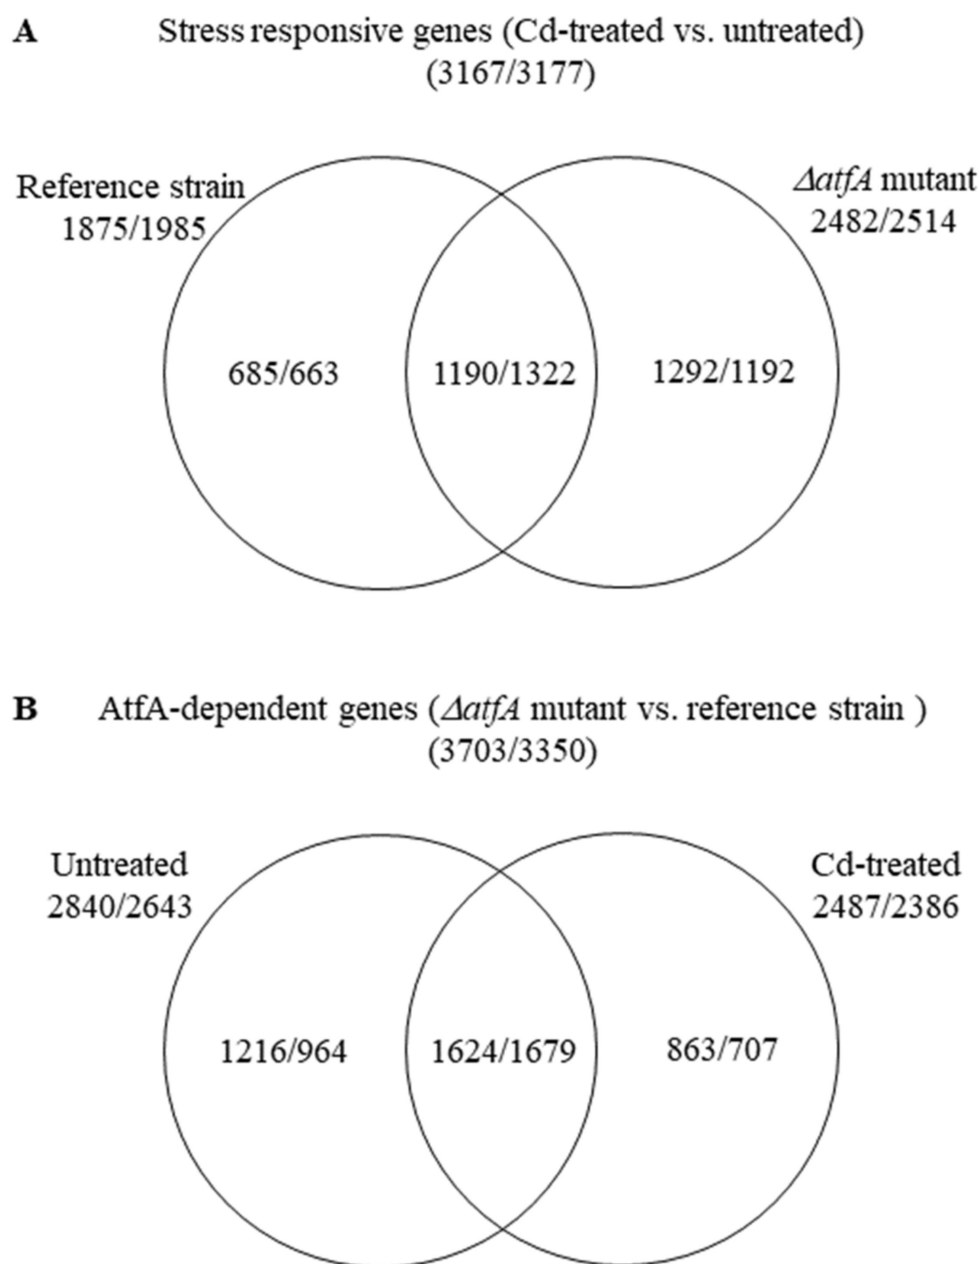 A Stress responsive genes (Cd-treated vs. untreated)
(3167/3177)
Reference strain
1875/1985
ΔatfA mutant
2482/2514
685/663 1190/1322 1292/1192
B AtfA-dependent genes (ΔatfA mutant vs. reference strain )
(3703/3350)
Untreated
2840/2643
Cd-treated
2487/2386
1216/964 1624/1679 863/707